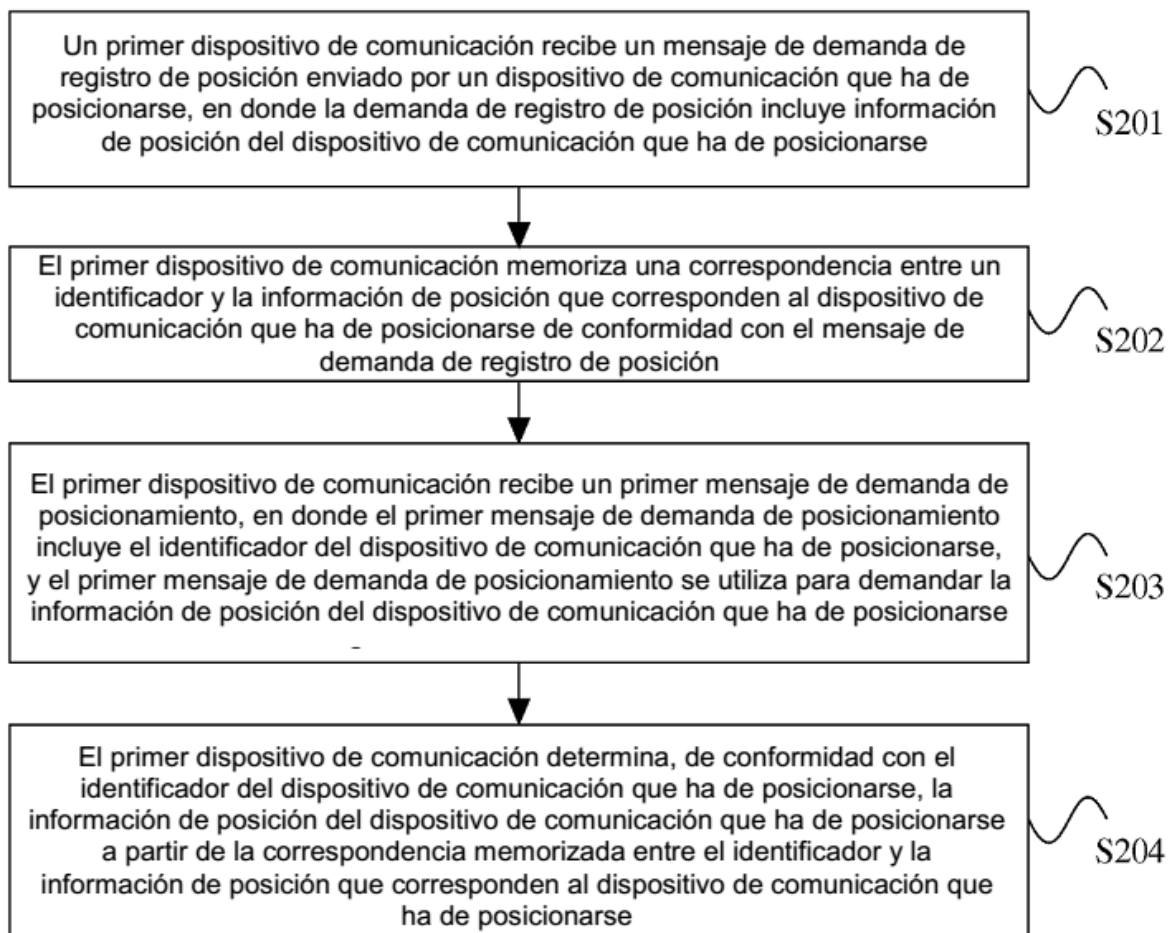 Un primer dispositivo de comunicación recibe un mensaje de demanda de
registro de posición enviado por un dispositivo de comunicación que ha de
posicionarse, en donde la demanda de registro de posición incluye información
de posición del dispositivo de comunicación que ha de posicionarse
S201
El primer dispositivo de comunicación memoriza una correspondencia entre un
identificador y la información de posición que corresponden al dispositivo de
comunicación que ha de posicionarse de conformidad con el mensaje de
demanda de registro de posición
S202
El primer dispositivo de comunicación recibe un primer mensaje de demanda de
posicionamiento, en donde el primer mensaje de demanda de posicionamiento
incluye el identificador del dispositivo de comunicación que ha de posicionarse,
y el primer mensaje de demanda de posicionamiento se utiliza para demandar la
información de posición del dispositivo de comunicación que ha de posicionarse
S203
El primer dispositivo de comunicación determina, de conformidad con el
identificador del dispositivo de comunicación que ha de posicionarse, la
información de posición del dispositivo de comunicación que ha de posicionarse
a partir de la correspondencia memorizada entre el identificador y la
información de posición que corresponden al dispositivo de comunicación que
ha de posicionarse
S204